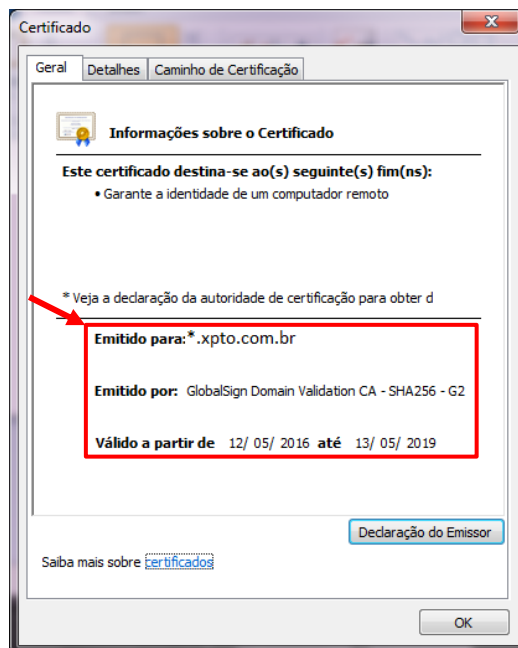 Certificado
Geral Detalhes Caminho de Certificação
Informações sobre o Certificado
Este certificado destina-se ao(s) seguinte(s) fim(ns):
• Garante a identidade de um computador remoto
* Veja a declaração da autoridade de certificação para obter d
Emitido para:*.xpto.com.br
Emitido por: GlobalSign Domain Validation CA - SHA256 - G2
Válido a partir de 12/ 05/ 2016 até 13/ 05/ 2019
Declaração do Emissor
Saiba mais sobre certificados
OK